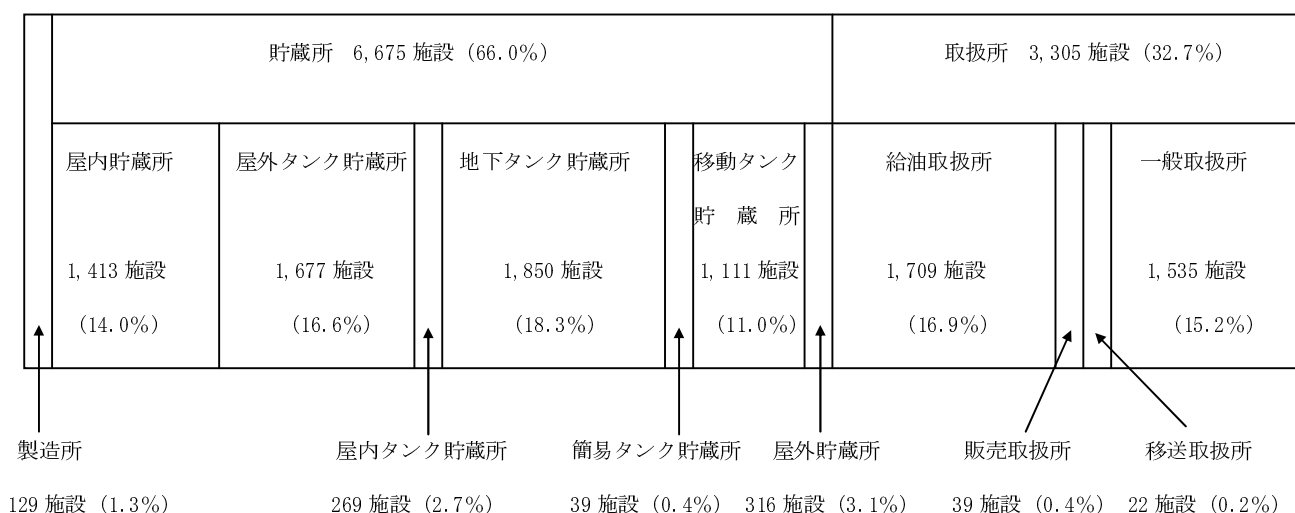 貯蔵所 6,675 施設（66.0％）
取扱所 3,305 施設（32.7％）
屋内貯蔵所
1,413 施設
（14.0％）
屋外タンク貯蔵所
1,677 施設
（16.6％）
地下タンク貯蔵所
1,850 施設
（18.3％）
移動タンク
貯 蔵 所
1,111 施設
（11.0％）
給油取扱所
1,709 施設
（16.9％）
一般取扱所
1,535 施設
（15.2％）
製造所
129 施設（1.3％）
屋内タンク貯蔵所
269 施設（2.7％）
簡易タンク貯蔵所
39 施設（0.4％）
屋外貯蔵所
316 施設（3.1％）
販売取扱所
39 施設（0.4％）
移送取扱所
22 施設（0.2％）